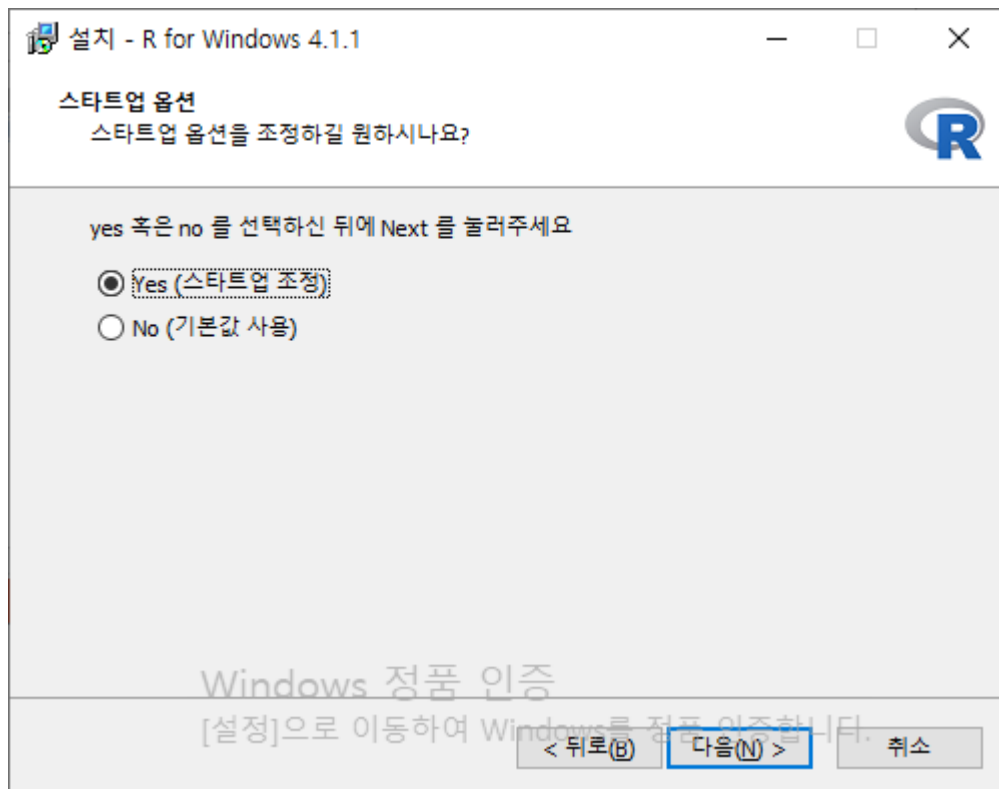 설치 - R for Windows 4.1.1
스타트업 옵션
스타트업 옵션을 조정하길 원하시나요?
R
yes 혹은 no 를 선택하신 뒤에 Next 를 눌러주세요
Yes (스타트업 조정)
No (기본값 사용)
Windows 정품 인증
[설정]으로 이동하여 Windows를 정품 인증합니다.
< 뒤로(B) 다음(N) > 취소